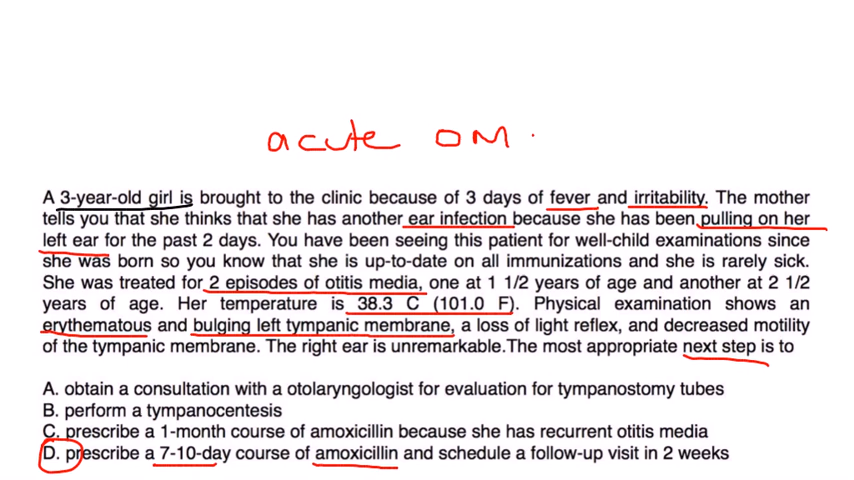 acute OM.
A 3-year-old girl is brought to the clinic because of 3 days of fever and irritability. The mother
tells you that she thinks that she has another ear infection because she has been pulling on her
left ear for the past 2 days. You have been seeing this patient for well-child examinations since
she was born so you know that she is up-to-date on all immunizations and she is rarely sick.
She was treated for 2 episodes of otitis media, one at 1 1/2 years of age and another at 2 1/2
years of age. Her temperature is 38.3 C (101.0 F). Physical examination shows an
erythematous and bulging left tympanic membrane, a loss of light reflex, and decreased motility
of the tympanic membrane. The right ear is unremarkable.The most appropriate next step is to
A. obtain a consultation with a otolaryngologist for evaluation for tympanostomy tubes
B. perform a tympanocentesis
C. prescribe a 1-month course of amoxicillin because she has recurrent otitis media
D. prescribe a 7-10-day course of amoxicillin and schedule a follow-up visit in 2 weeks